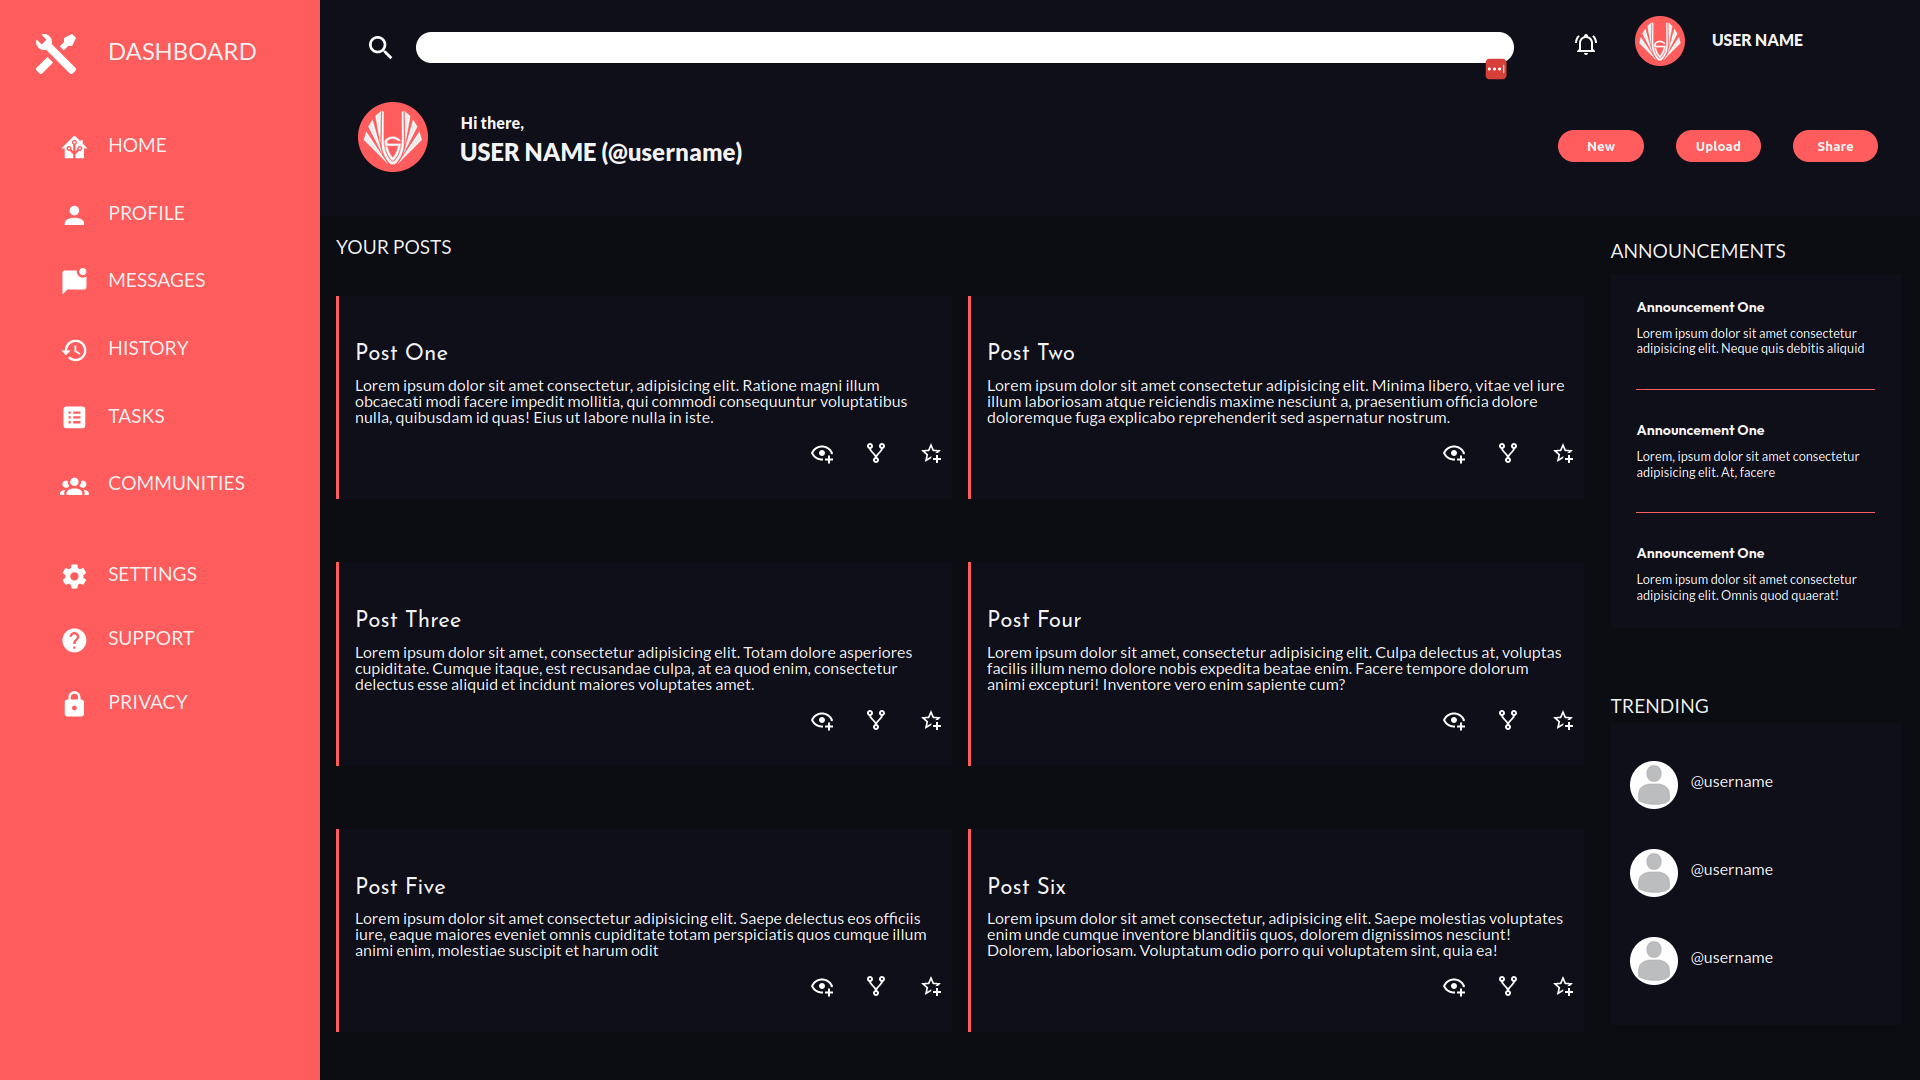 DASHBOARD
HOME
PROFILE
MESSAGES
HISTORY
TASKS
COMMUNITIES
SETTINGS
SUPPORT
PRIVACY
USER NAME
Hi there,
USER NAME (@username)
New
Upload
Share
YOUR POSTS
Post One
Lorem ipsum dolor sit amet consectetur, adipisicing elit. Ratione magni illum
obcaecati modi facere impedit mollitia, qui commodi consequuntur voluptatibus
nulla, quibusdam id quas! Eius ut labore nulla in iste.
Post Two
Lorem ipsum dolor sit amet consectetur adipisicing elit. Minima libero, vitae vel iure
illum laboriosam atque reiciendis maxime nesciunt a, praesentium officia dolore
doloremque fuga explicabo reprehenderit sed aspernatur nostrum.
Post Three
Lorem ipsum dolor sit amet, consectetur adipisicing elit. Totam dolore asperiores
cupiditate. Cumque itaque, est recusandae culpa, at ea quod enim, consectetur
delectus esse aliquid et incidunt maiores voluptates amet.
Post Four
Lorem ipsum dolor sit amet, consectetur adipisicing elit. Culpa delectus at, voluptas
facilis illum nemo dolore nobis expedita beatae enim. Facere tempore dolorum
animi excepturi! Inventore vero enim sapiente cum?
Post Five
Lorem ipsum dolor sit amet consectetur adipisicing elit. Saepe delectus eos officiis
iure, eaque maiores eveniet omnis cupiditate totam perspiciatis quos cumque illum
animi enim, molestiae suscipit et harum odit
Post Six
Lorem ipsum dolor sit amet consectetur, adipisicing elit. Saepe molestias voluptates
enim unde cumque inventore blanditiis quos, dolorem dignissimos nesciunt!
Dolorem, laboriosam. Voluptatum odio porro qui voluptatem sint, quia ea!
ANNOUNCEMENTS
Announcement One
Lorem ipsum dolor sit amet consectetur
adipisicing elit. Neque quis debitis aliquid
Announcement One
Lorem, ipsum dolor sit amet consectetur
adipisicing elit. At, facere
Announcement One
Lorem ipsum dolor sit amet consectetur
adipisicing elit. Omnis quod quaerat!
TRENDING
@username
@username
@username